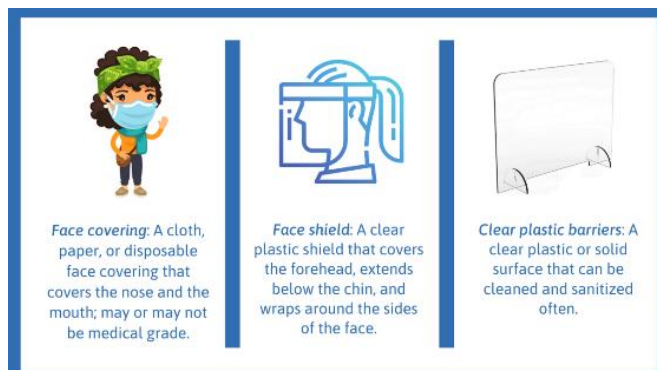 Face covering: A cloth,
paper, or disposable
face covering that
covers the nose and the
mouth; may or may not
be medical grade.
Face shield: A clear
plastic shield that covers
the forehead, extends
below the chin, and
wraps around the sides
of the face.
Clear plastic barriers: A
clear plastic or solid
surface that can be
cleaned and sanitized
often.